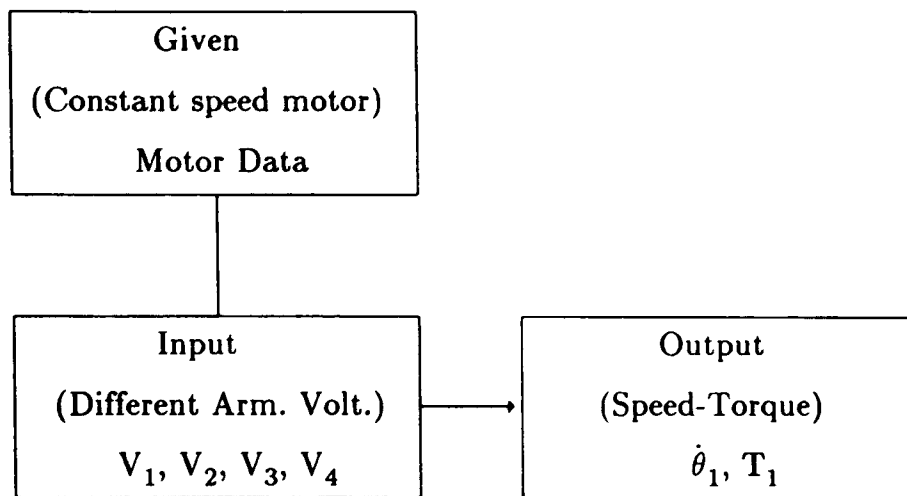 Given
(Constant speed motor)
Motor Data
Input
(Different Arm. Volt.)
V₁, V₂, V₃, V₄
Output
(Speed-Torque)
θ̇₁, T₁